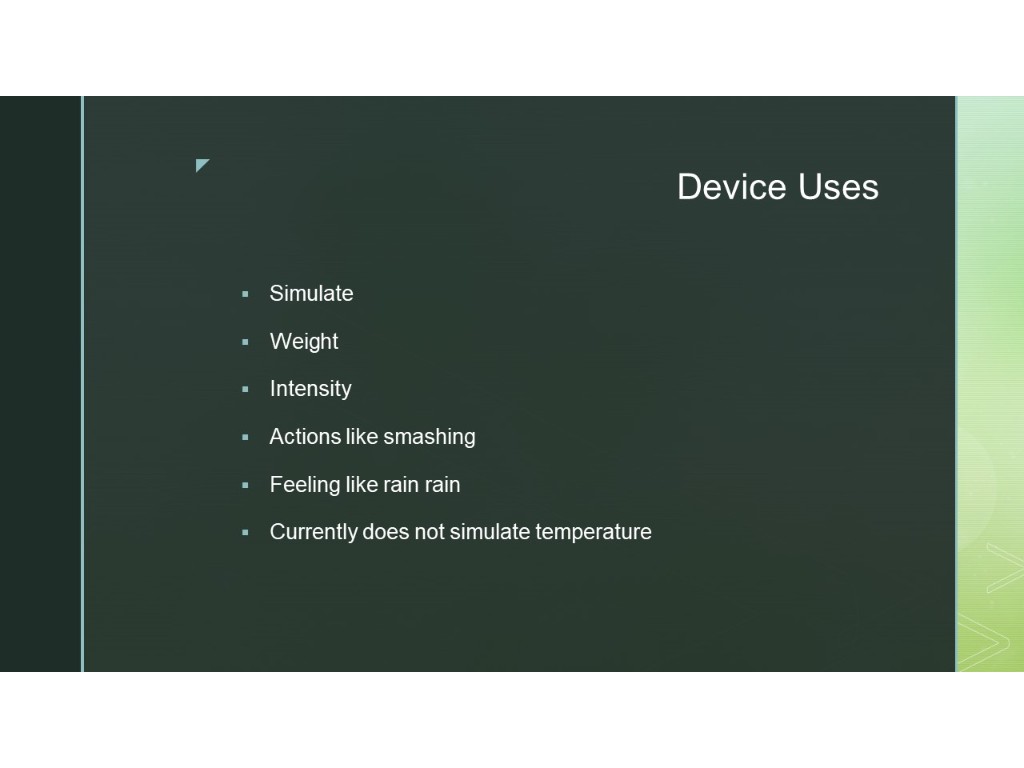 Device Uses
▪ Simulate
▪ Weight
▪ Intensity
▪ Actions like smashing
▪ Feeling like rain rain
▪ Currently does not simulate temperature